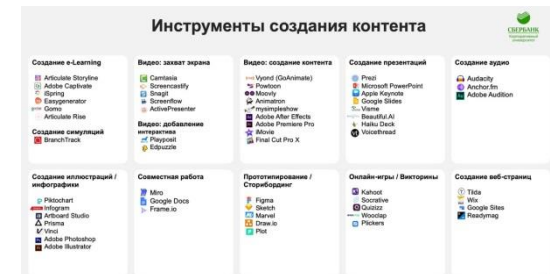 Инструменты создания контента
СБЕРБАНК
Корпоративный
университет
Создание e-Learning
Articulate Storyline
Adobe Captivate
iSpring
Easygenerator
Gomo
Articulate Rise
Создание симуляций
BranchTrack
Видео: захват экрана
Camtasia
Screencastify
Snagit
Screenflow
ActivePresenter
Видео: добавление
интерактива
Playposit
Edpuzzle
Видео: создание контента
Vyond (GoAnimate)
Powtoon
Moovly
Animatron
mysimpleshow
Adobe After Effects
Adobe Premiere Pro
iMovie
Final Cut Pro X
Создание презентаций
Prezi
Microsoft PowerPoint
Apple Keynote
Google Slides
Visme
Beautiful.AI
Haiku Deck
Voicethread
Создание аудио
Audacity
Anchor.fm
Adobe Audition
Создание иллюстраций /
инфографики
Piktochart
Infogram
Artboard Studio
Prisma
Vinci
Adobe Photoshop
Adobe Illustrator
Совместная работа
Miro
Google Docs
Frame.io
Прототипирование /
Сторибординг
Figma
Sketch
Marvel
Draw.io
Plot
Онлайн-игры / Викторины
Kahoot
Socrative
Quizizz
Wooclap
Plickers
Создание веб-страниц
Tilda
Wix
Google Sites
Readymag